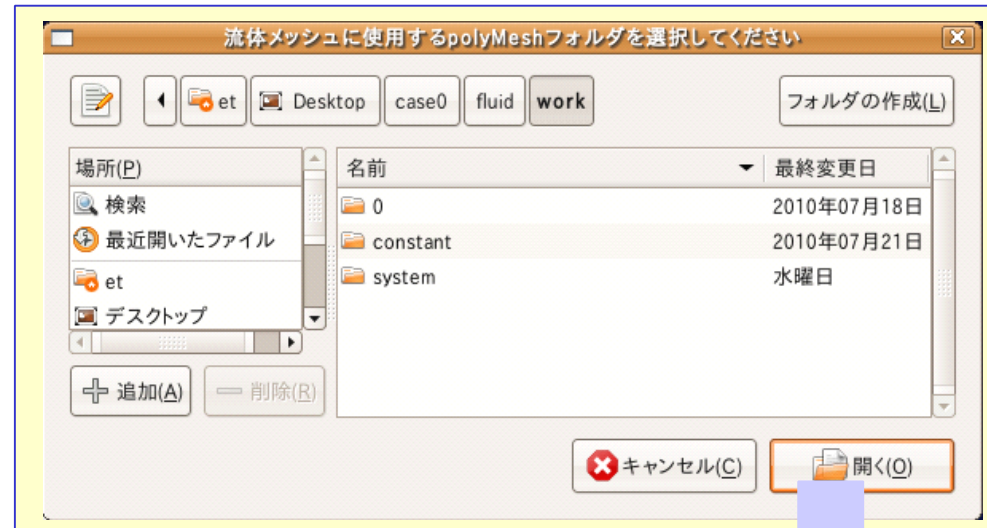 流体メッシュに使用するpolyMeshフォルダを選択してください
et Desktop case0 fluid work フォルダの作成(L)
場所(P)
検索
最近開いたファイル
et
デスクトップ
名前 最終変更日
0 2010年07月18日
constant 2010年07月21日
system 水曜日
追加(A) 削除(R)
キャンセル(C) 開く(O)